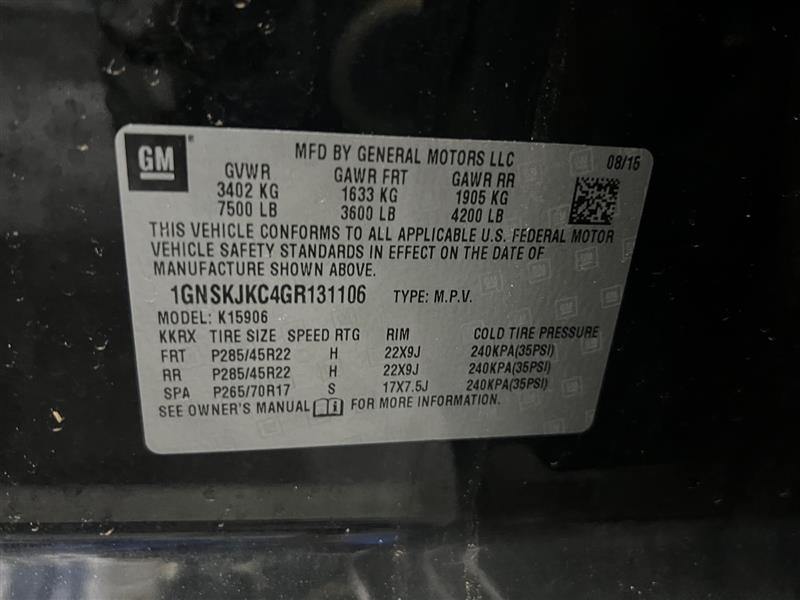 GM
MFD BY GENERAL MOTORS LLC 08/15
GVWR GAWR FRT GAWR RR
3402 KG 1633 KG 1905 KG
7500 LB 3600 LB 4200 LB
THIS VEHICLE CONFORMS TO ALL APPLICABLE U.S. FEDERAL MOTOR
VEHICLE SAFETY STANDARDS IN EFFECT ON THE DATE OF
MANUFACTURE SHOWN ABOVE.
1GNSKJKC4GR131106 TYPE: M.P.V.
MODEL: K15906
KKRX TIRE SIZE SPEED RTG RIM COLD TIRE PRESSURE
FRT P285/45R22 H 22X9J 240KPA(35PSI)
RR P285/45R22 H 22X9J 240KPA(35PSI)
SPA P265/70R17 S 17X7.5J 240KPA(35PSI)
SEE OWNER'S MANUAL FOR MORE INFORMATION.